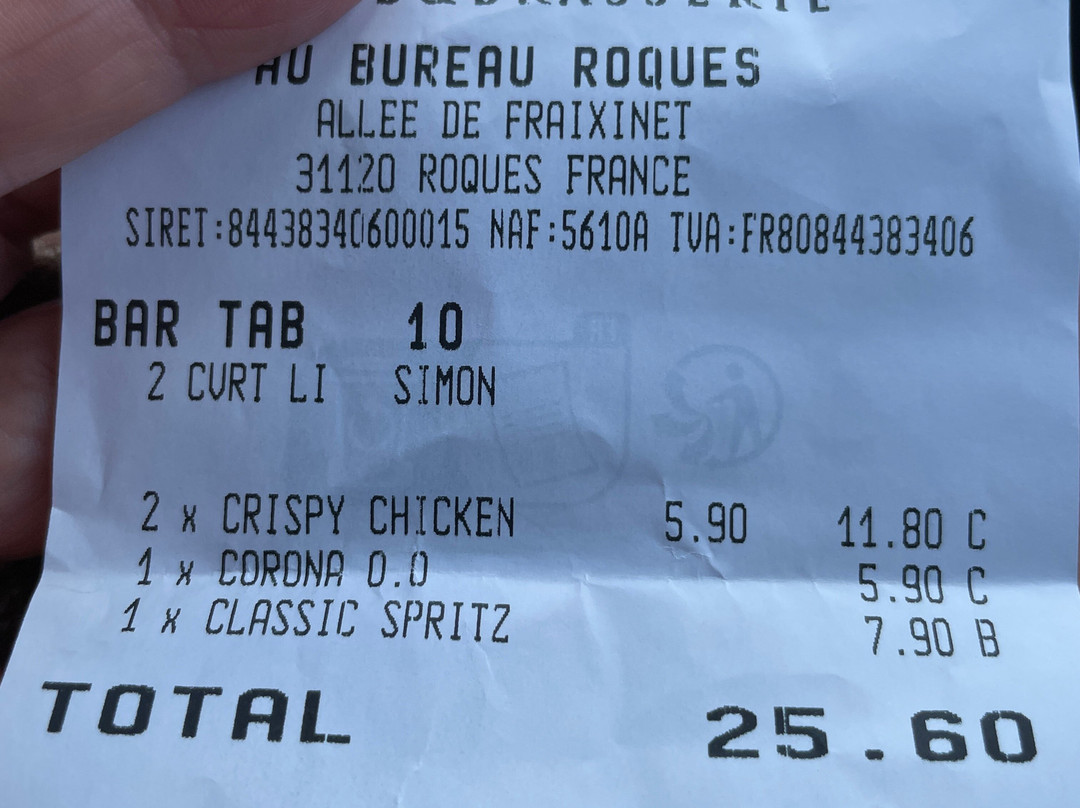 AU BUREAU ROQUES
ALLEE DE FRAIXINET
31120 ROQUES FRANCE
SIRET:84438340600015 NAF:5610A TVA:FR80844383406
BAR TAB 10
2 CVRT LI SIMON
2 x CRISPY CHICKEN 5.90 11.80 C
1 x CORONA 0.0 5.90 C
1 x CLASSIC SPRITZ 7.90 B
TOTAL 25.60